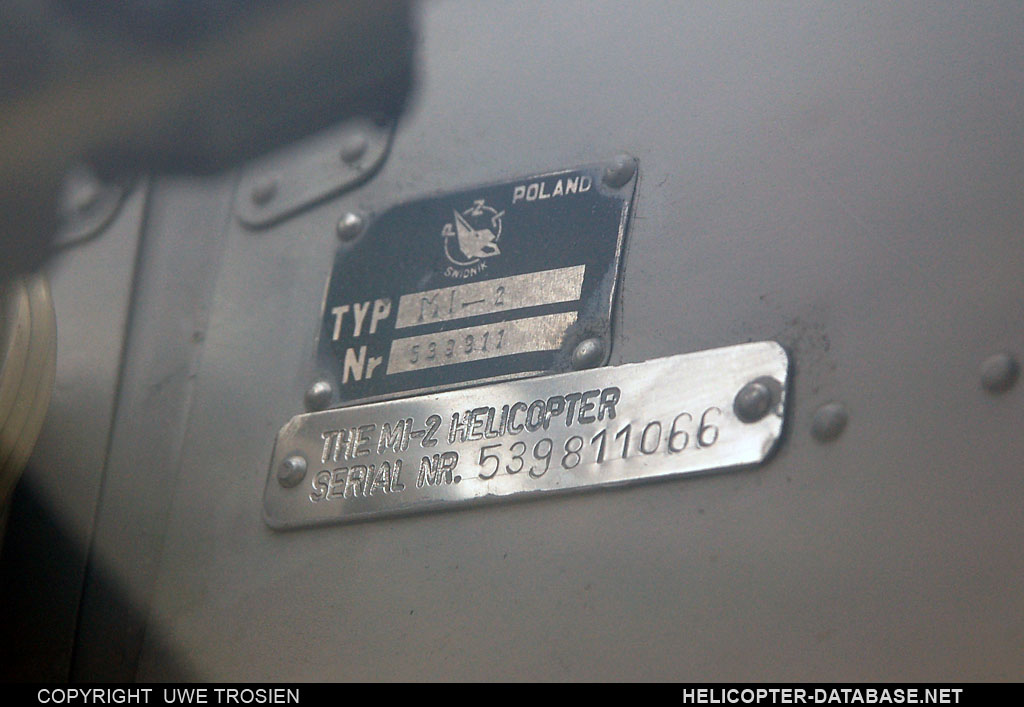 POLAND
P Z L
ŚWIDNIK
TYP MI-2
Nr 539811
THE MI-2 HELICOPTER
SERIAL NR. 539811066
COPYRIGHT UWE TROSIEN
HELICOPTER-DATABASE.NET